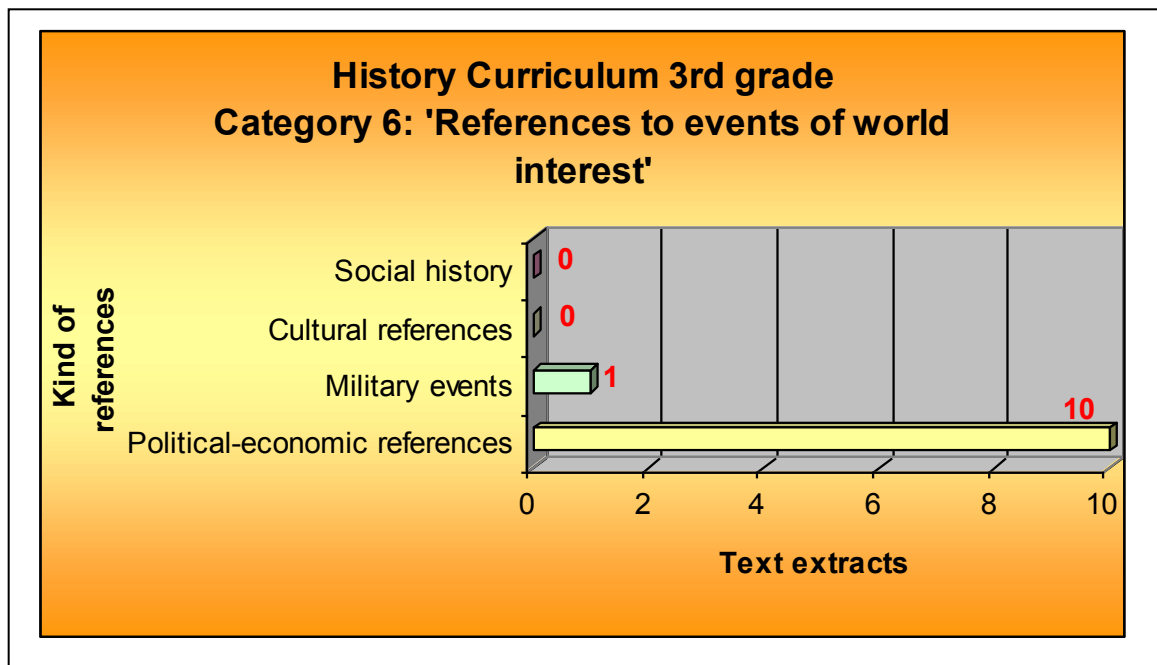 History Curriculum 3rd grade
Category 6: 'References to events of world
interest'
Kind of
references
Social history
0
Cultural references
0
Military events
1
Political-economic references
10
0 2 4 6 8 10
Text extracts